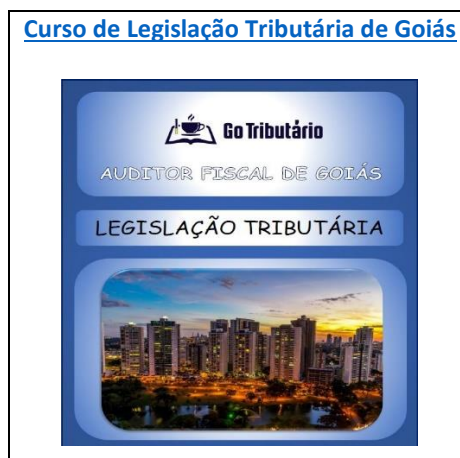 Curso de Legislação Tributária de Goiás
Go Tributário
AUDITOR FISCAL DE GOIÁS
LEGISLAÇÃO TRIBUTÁRIA